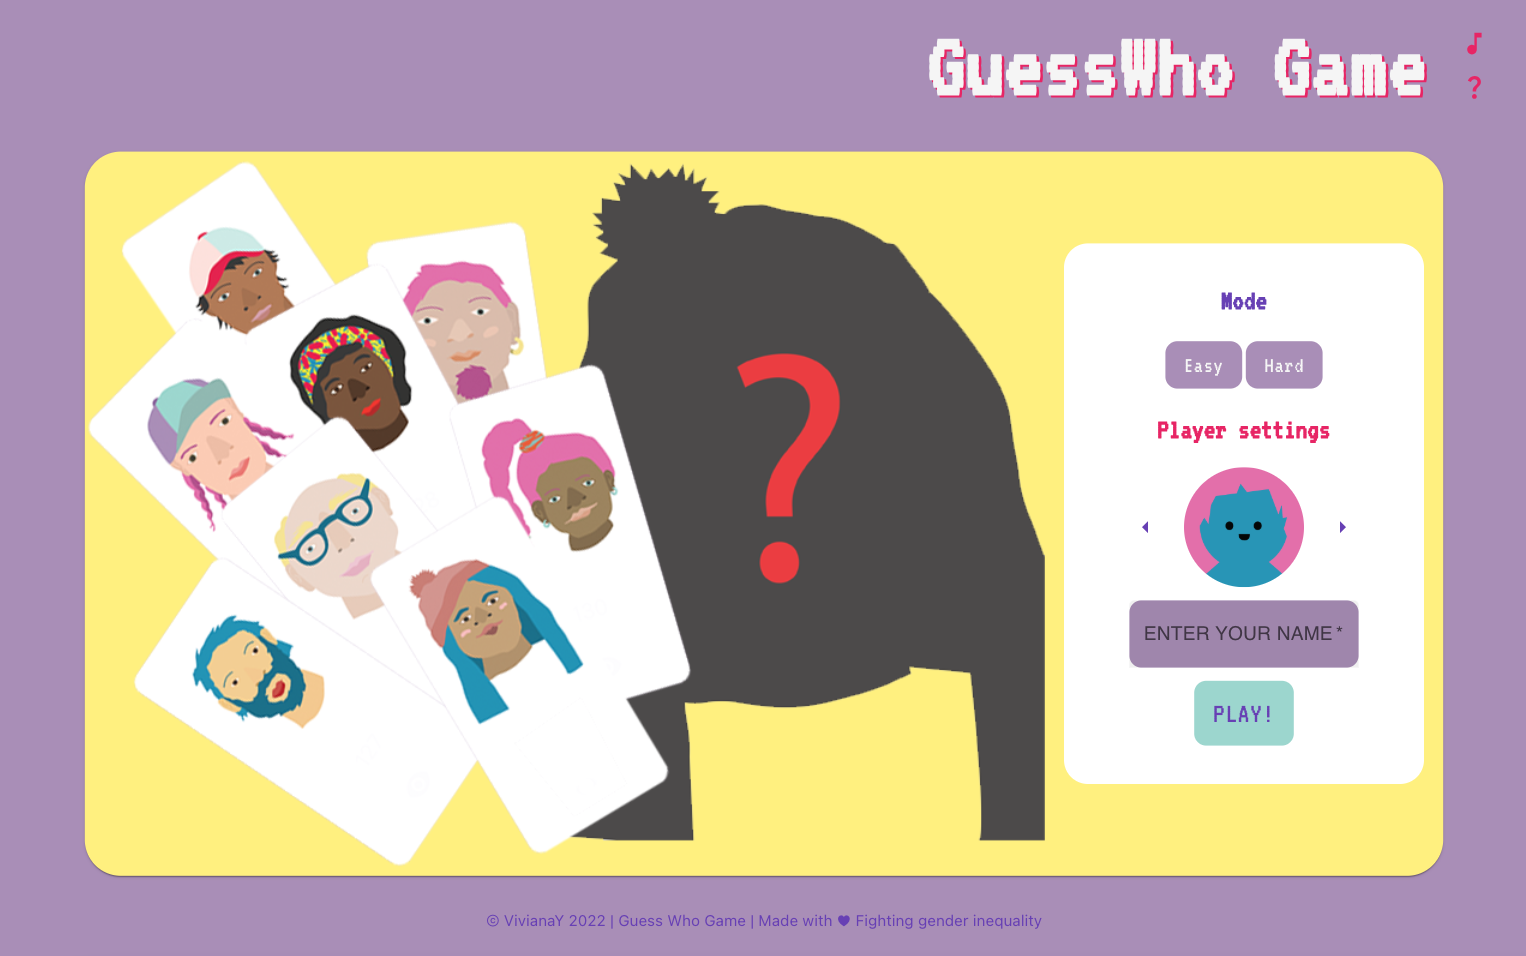 GuessWho Game
?
?
Mode
Easy Hard
Player settings
ENTER YOUR NAME *
PLAY!
© VivianaY 2022 | Guess Who Game | Made with ♥ Fighting gender inequality